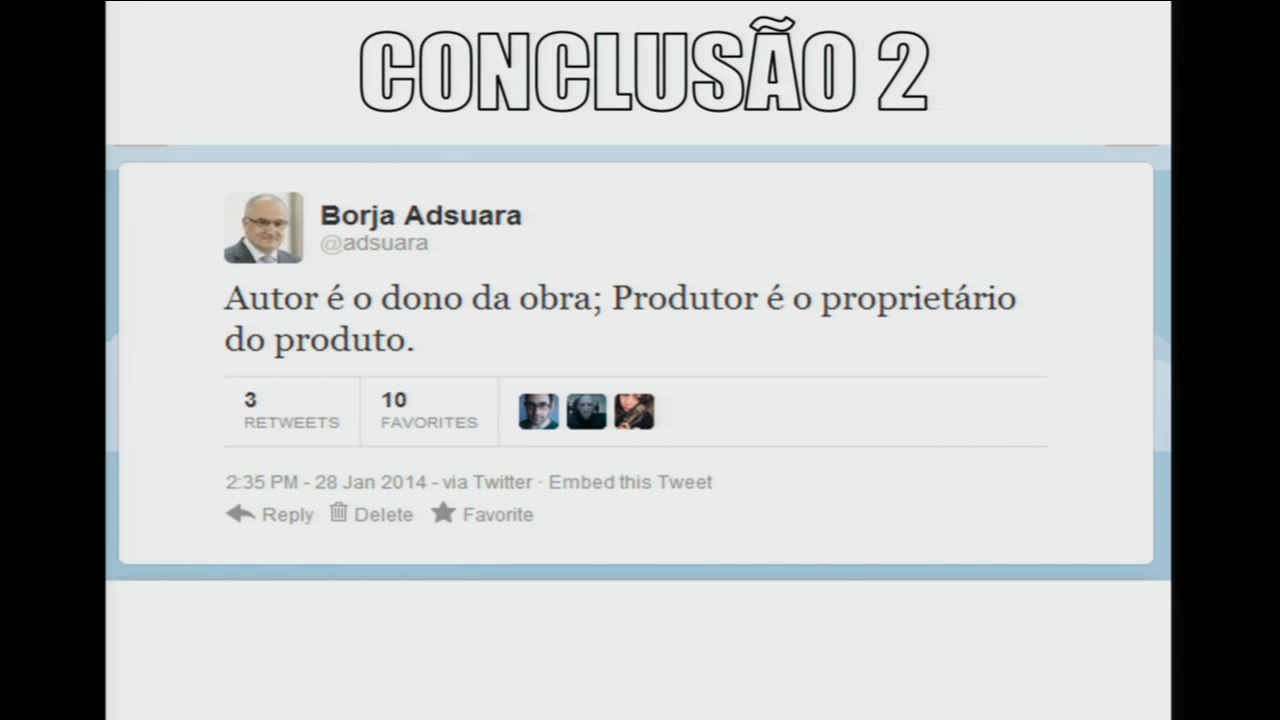 CONCLUSÃO 2
Borja Adsuara
@adsuara
Autor é o dono da obra; Produtor é o proprietário
do produto.
3 10
RETWEETS FAVORITES
2:35 PM - 28 Jan 2014 - via Twitter · Embed this Tweet
Reply Delete Favorite